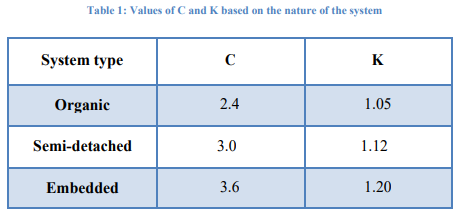 Table 1: Values of C and K based on the nature of the system
System type C K
Organic 2.4 1.05
Semi-detached 3.0 1.12
Embedded 3.6 1.20